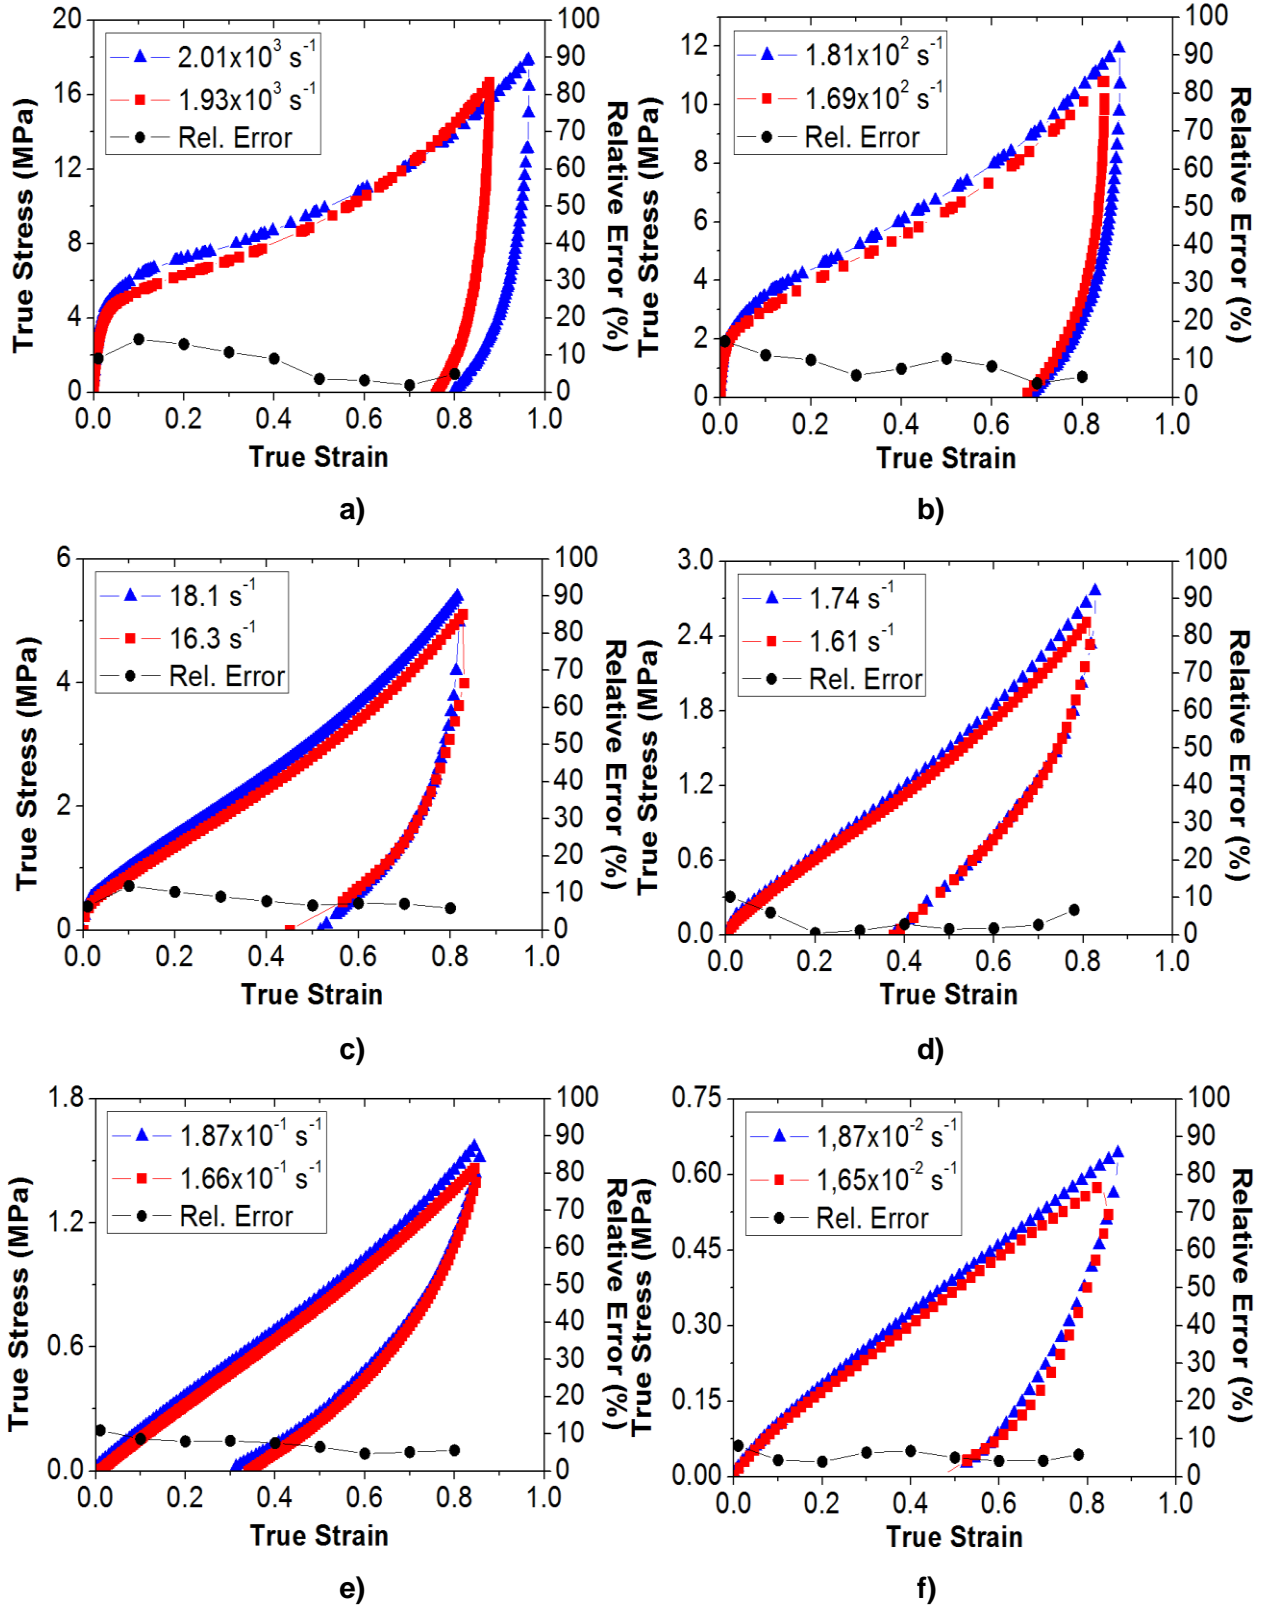 20
16
12
8
4
0
True Stress (MPa)
2.01x10³ s⁻¹
1.93x10³ s⁻¹
Rel. Error
100
90
80
70
60
50
40
30
20
10
0
Relative Error (%)
0.0 0.2 0.4 0.6 0.8 1.0
True Strain
a)
12
10
8
6
4
2
0
True Stress (MPa)
1.81x10² s⁻¹
1.69x10² s⁻¹
Rel. Error
100
90
80
70
60
50
40
30
20
10
0
Relative Error (%)
0.0 0.2 0.4 0.6 0.8 1.0
True Strain
b)
6
4
2
0
True Stress (MPa)
18.1 s⁻¹
16.3 s⁻¹
Rel. Error
100
90
80
70
60
50
40
30
20
10
0
Relative Error (%)
0.0 0.2 0.4 0.6 0.8 1.0
True Strain
c)
3.0
2.4
1.8
1.2
0.6
0.0
True Stress (MPa)
1.74 s⁻¹
1.61 s⁻¹
Rel. Error
100
90
80
70
60
50
40
30
20
10
0
Relative Error (%)
0.0 0.2 0.4 0.6 0.8 1.0
True Strain
d)
1.8
1.2
0.6
0.0
True Stress (MPa)
1.87x10⁻¹ s⁻¹
1.66x10⁻¹ s⁻¹
Rel. Error
100
90
80
70
60
50
40
30
20
10
0
Relative Error (%)
0.0 0.2 0.4 0.6 0.8 1.0
True Strain
e)
0.75
0.60
0.45
0.30
0.15
0.00
True Stress (MPa)
1,87x10⁻² s⁻¹
1,65x10⁻² s⁻¹
Rel. Error
100
90
80
70
60
50
40
30
20
10
0
Relative Error (%)
0.0 0.2 0.4 0.6 0.8 1.0
True Strain
f)